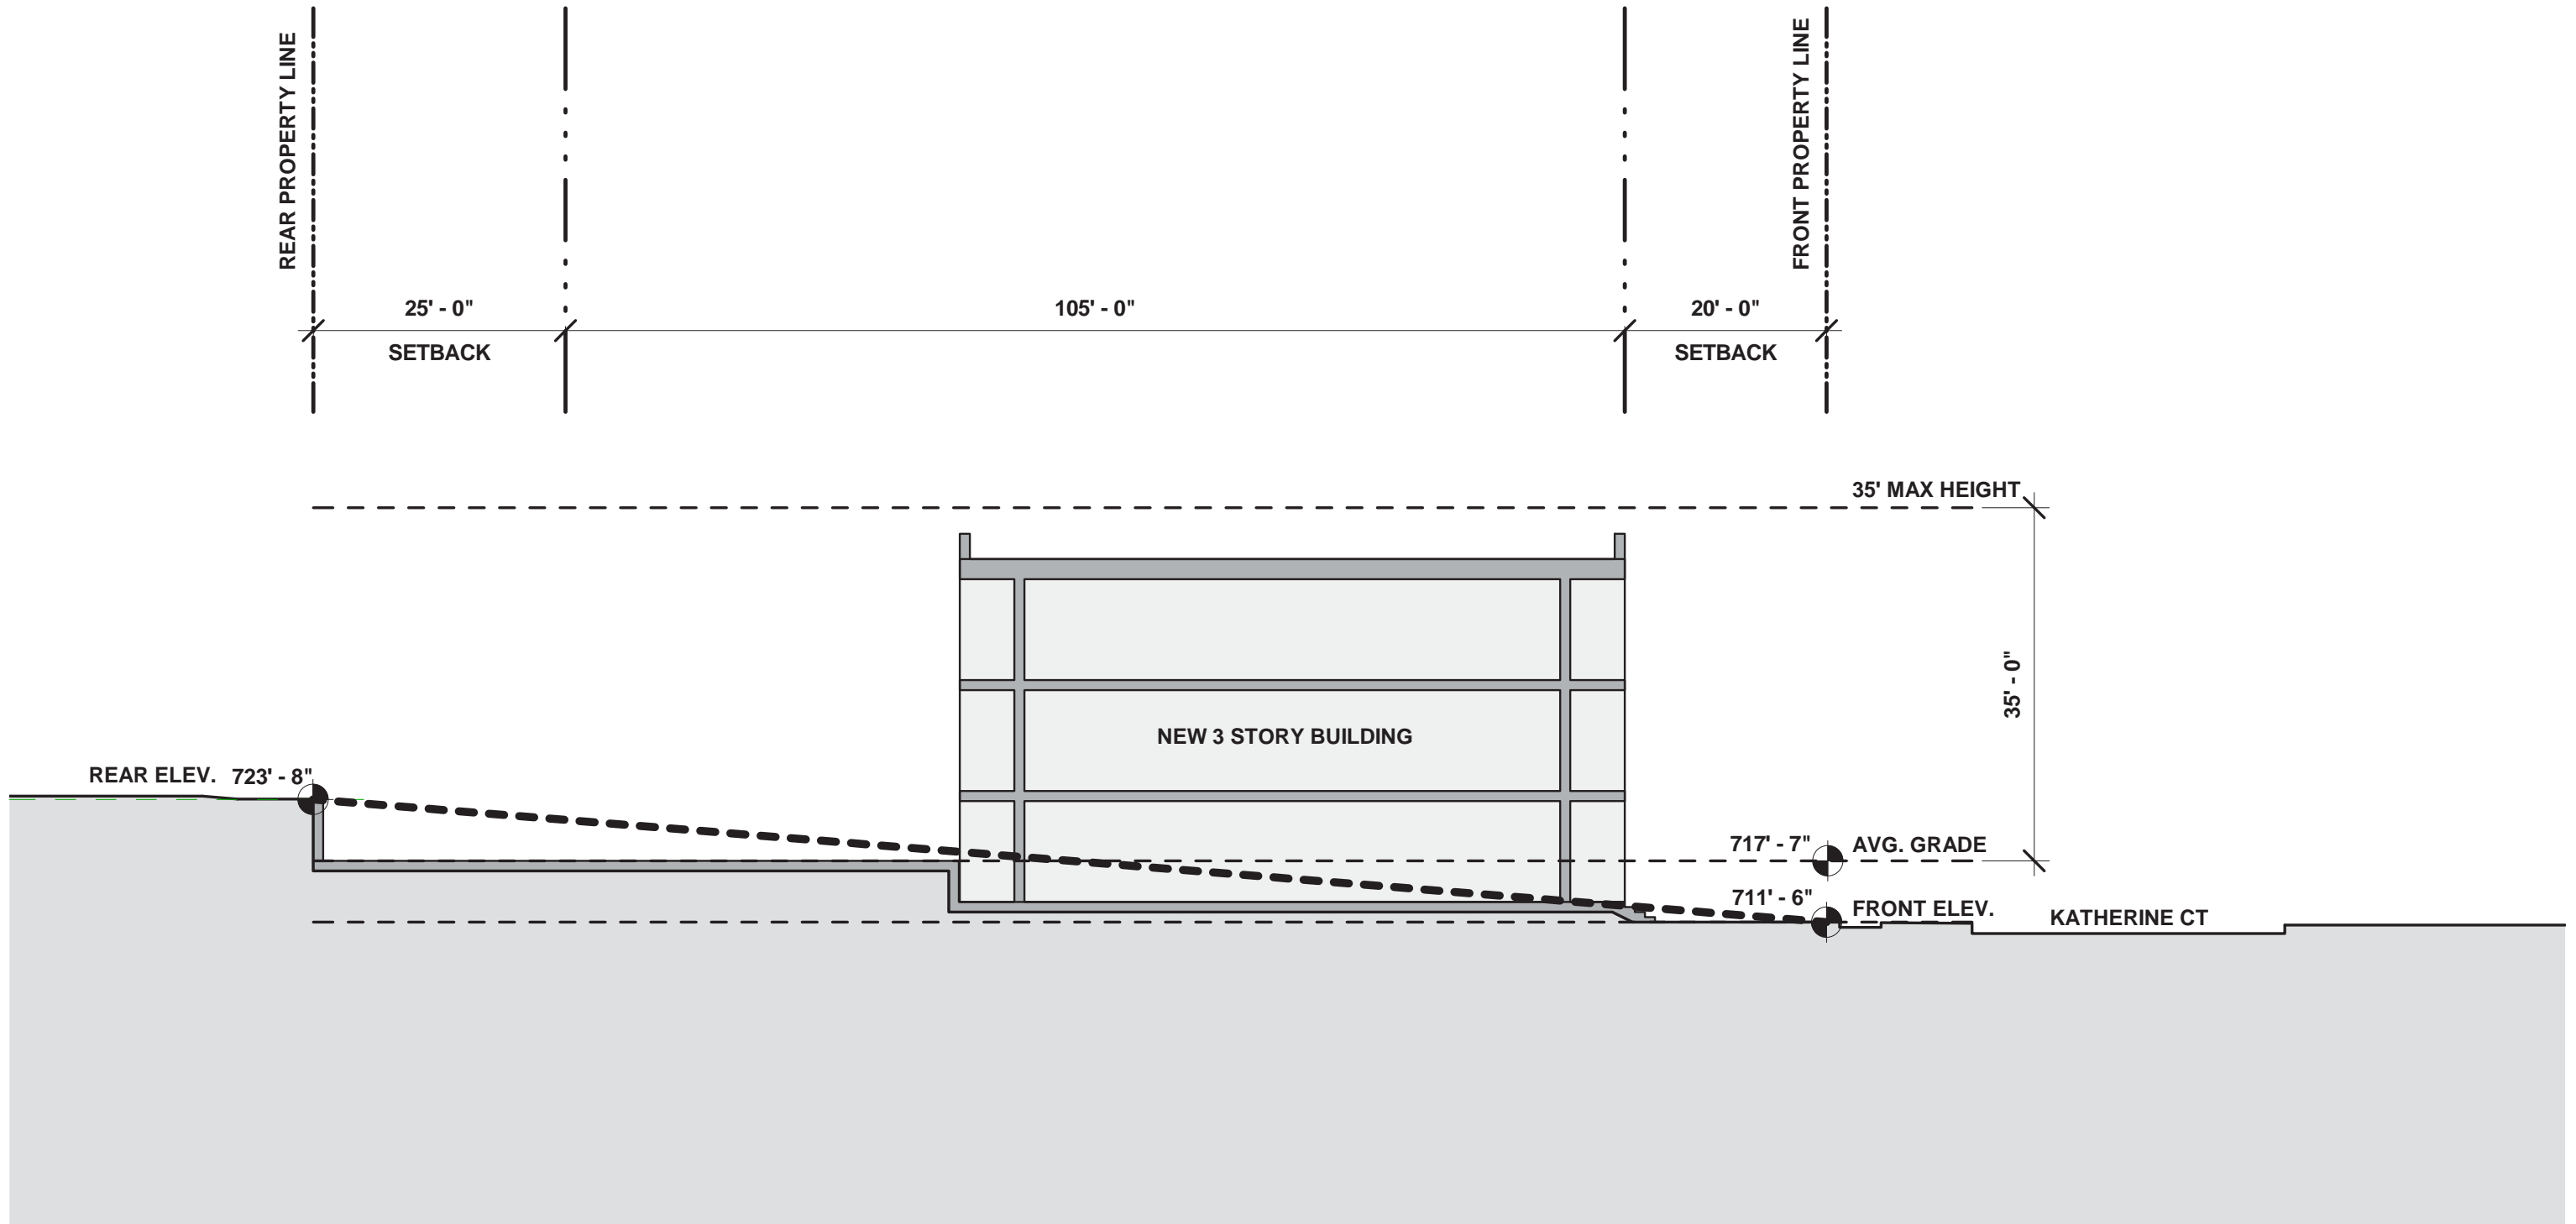 REAR PROPERTY LINE
FRONT PROPERTY LINE
25' - 0"
105' - 0"
20' - 0"
SETBACK
SETBACK
35' MAX HEIGHT
35' - 0"
NEW 3 STORY BUILDING
REAR ELEV. 723' - 8"
717' - 7" AVG. GRADE
711' - 6" FRONT ELEV.
KATHERINE CT